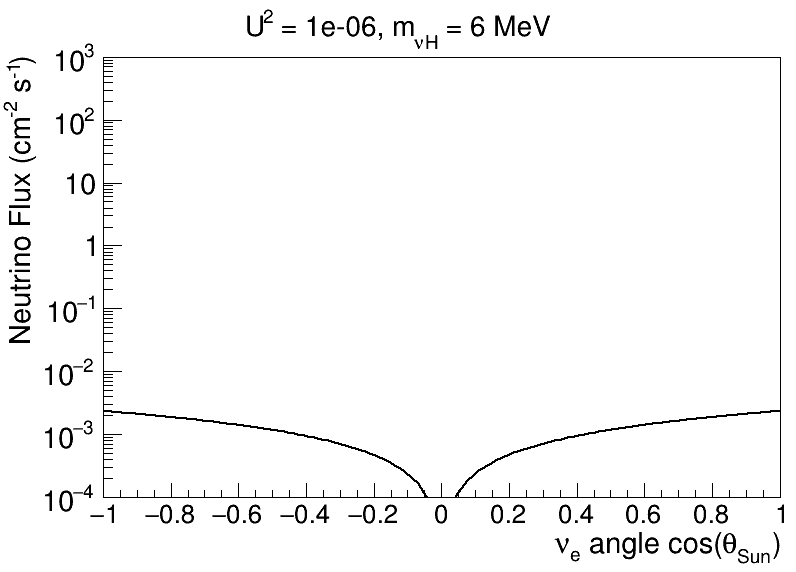 U² = 1e-06, m_νH = 6 MeV
Neutrino Flux (cm⁻² s⁻¹)
10³
10²
10
1
10⁻¹
10⁻²
10⁻³
10⁻⁴
−1 −0.8 −0.6 −0.4 −0.2 0 0.2 0.4 0.6 0.8 1
ν_e angle cos(θ_Sun)